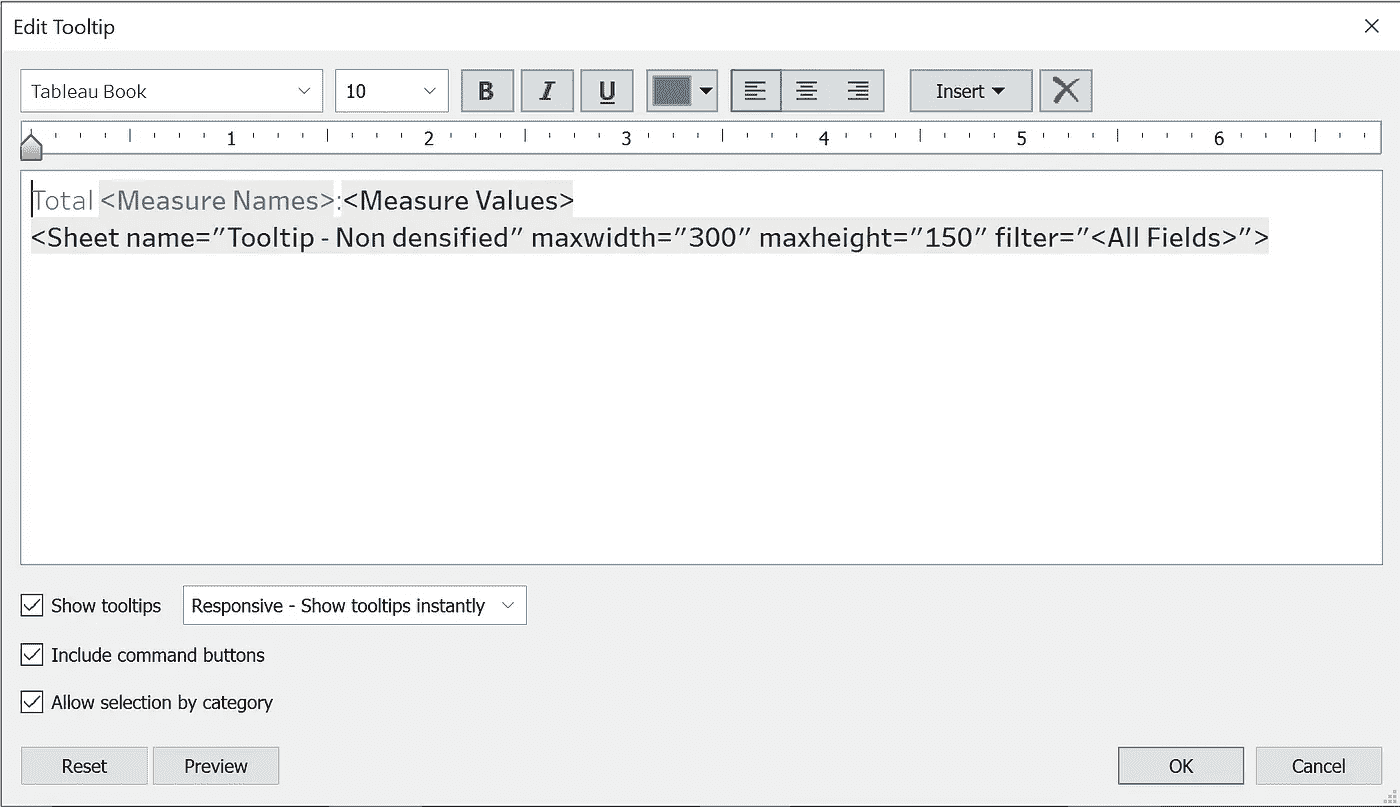 Edit Tooltip
Tableau Book 10 B I U Insert
1 2 3 4 5 6
Total <Measure Names>:<Measure Values>
<Sheet name=”Tooltip - Non densified” maxwidth=”300” maxheight=”150” filter=”<All Fields>”>
Show tooltips Responsive - Show tooltips instantly
Include command buttons
Allow selection by category
Reset Preview OK Cancel